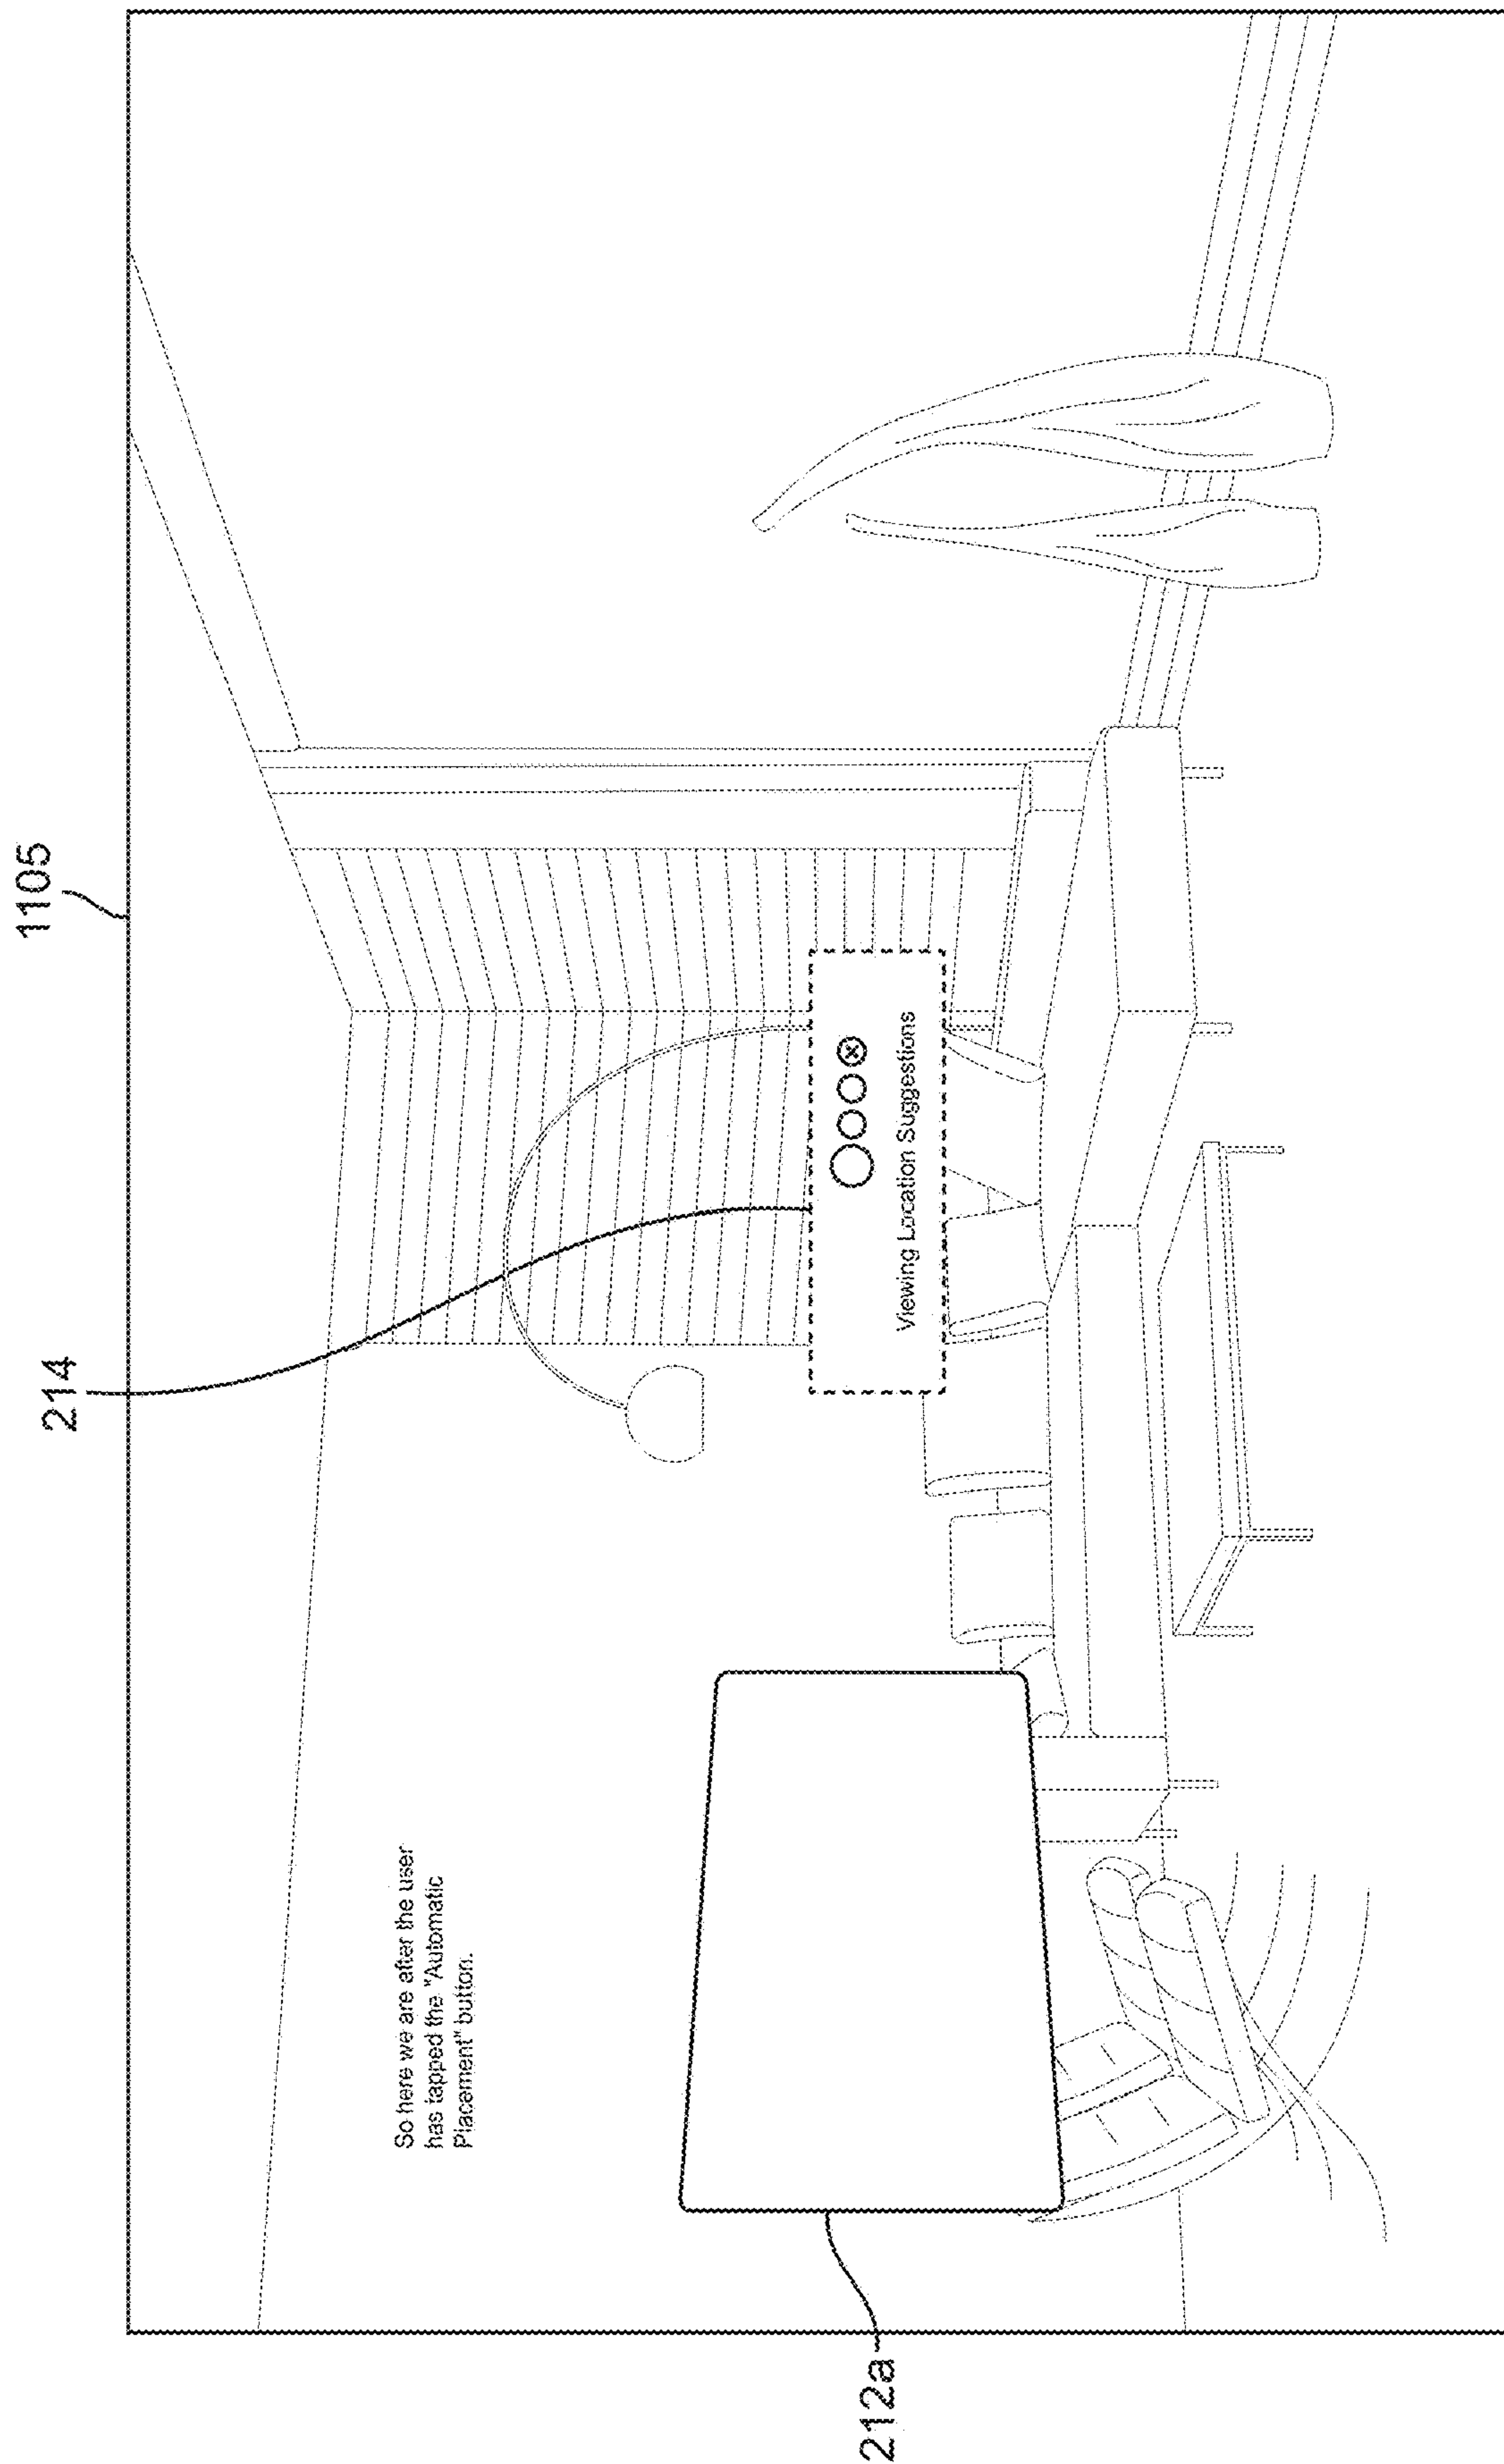 1105
214
So here we are after the user
has tapped the "Automatic
Placement" button.
Viewing Location Suggestions
212a